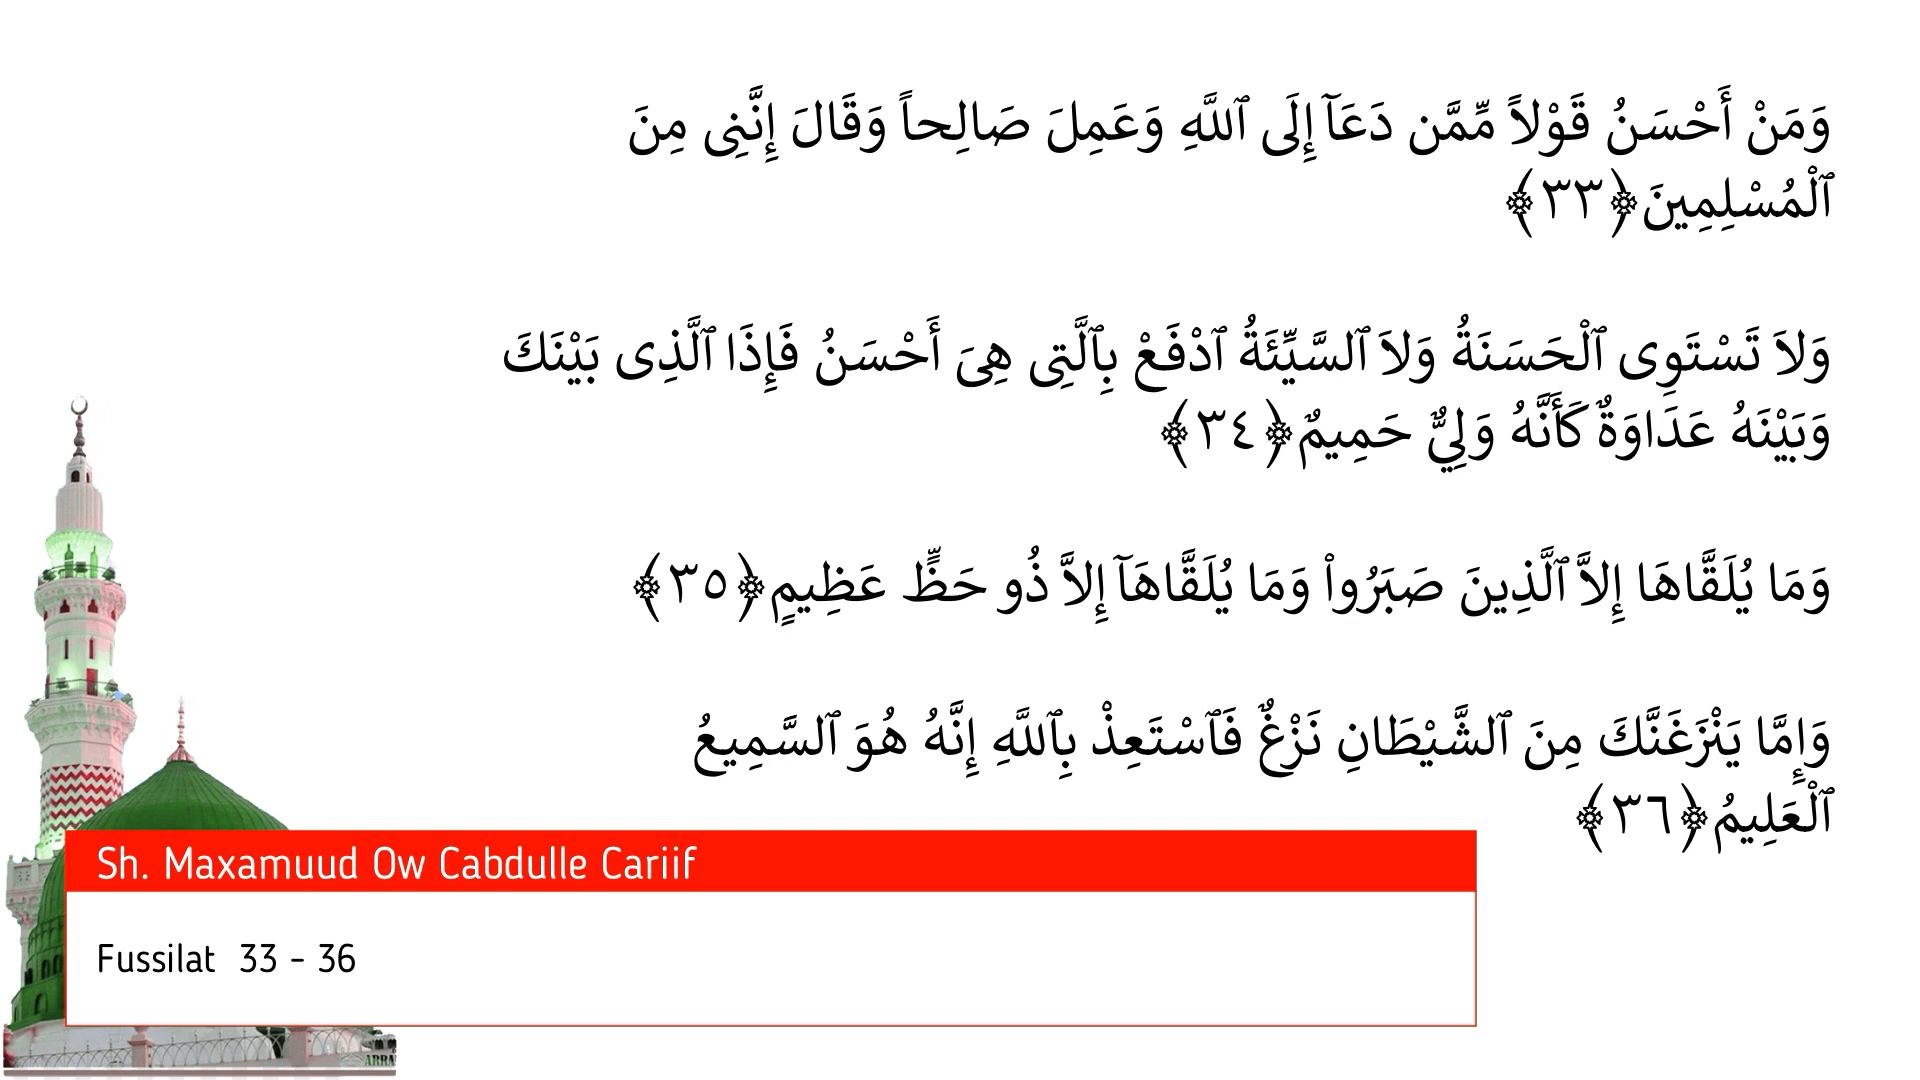 وَمَنْ أَحْسَنُ قَوْلاً مِّمَّن دَعَآ إِلَى ٱللَّهِ وَعَمِلَ صَالِحاً وَقَالَ إِنَّنِى مِنَ
ٱلْمُسْلِمِينَ ﴿٣٣﴾
وَلاَ تَسْتَوِى ٱلْحَسَنَةُ وَلاَ ٱلسَّيِّئَةُ ٱدْفَعْ بِٱلَّتِى هِىَ أَحْسَنُ فَإِذَا ٱلَّذِى بَيْنَكَ
وَبَيْنَهُ عَدَاوَةٌ كَأَنَّهُ وَلِيٌّ حَمِيمٌ ﴿٣٤﴾
وَمَا يُلَقَّاهَا إِلاَّ ٱلَّذِينَ صَبَرُواْ وَمَا يُلَقَّاهَآ إِلاَّ ذُو حَظٍّ عَظِيمٍ ﴿٣٥﴾
وَإِمَّا يَنْزَغَنَّكَ مِنَ ٱلشَّيْطَانِ نَزْغٌ فَٱسْتَعِذْ بِٱللَّهِ إِنَّهُ هُوَ ٱلسَّمِيعُ
ٱلْعَلِيمُ ﴿٣٦﴾
Sh. Maxamuud Ow Cabdulle Cariif
Fussilat 33 - 36